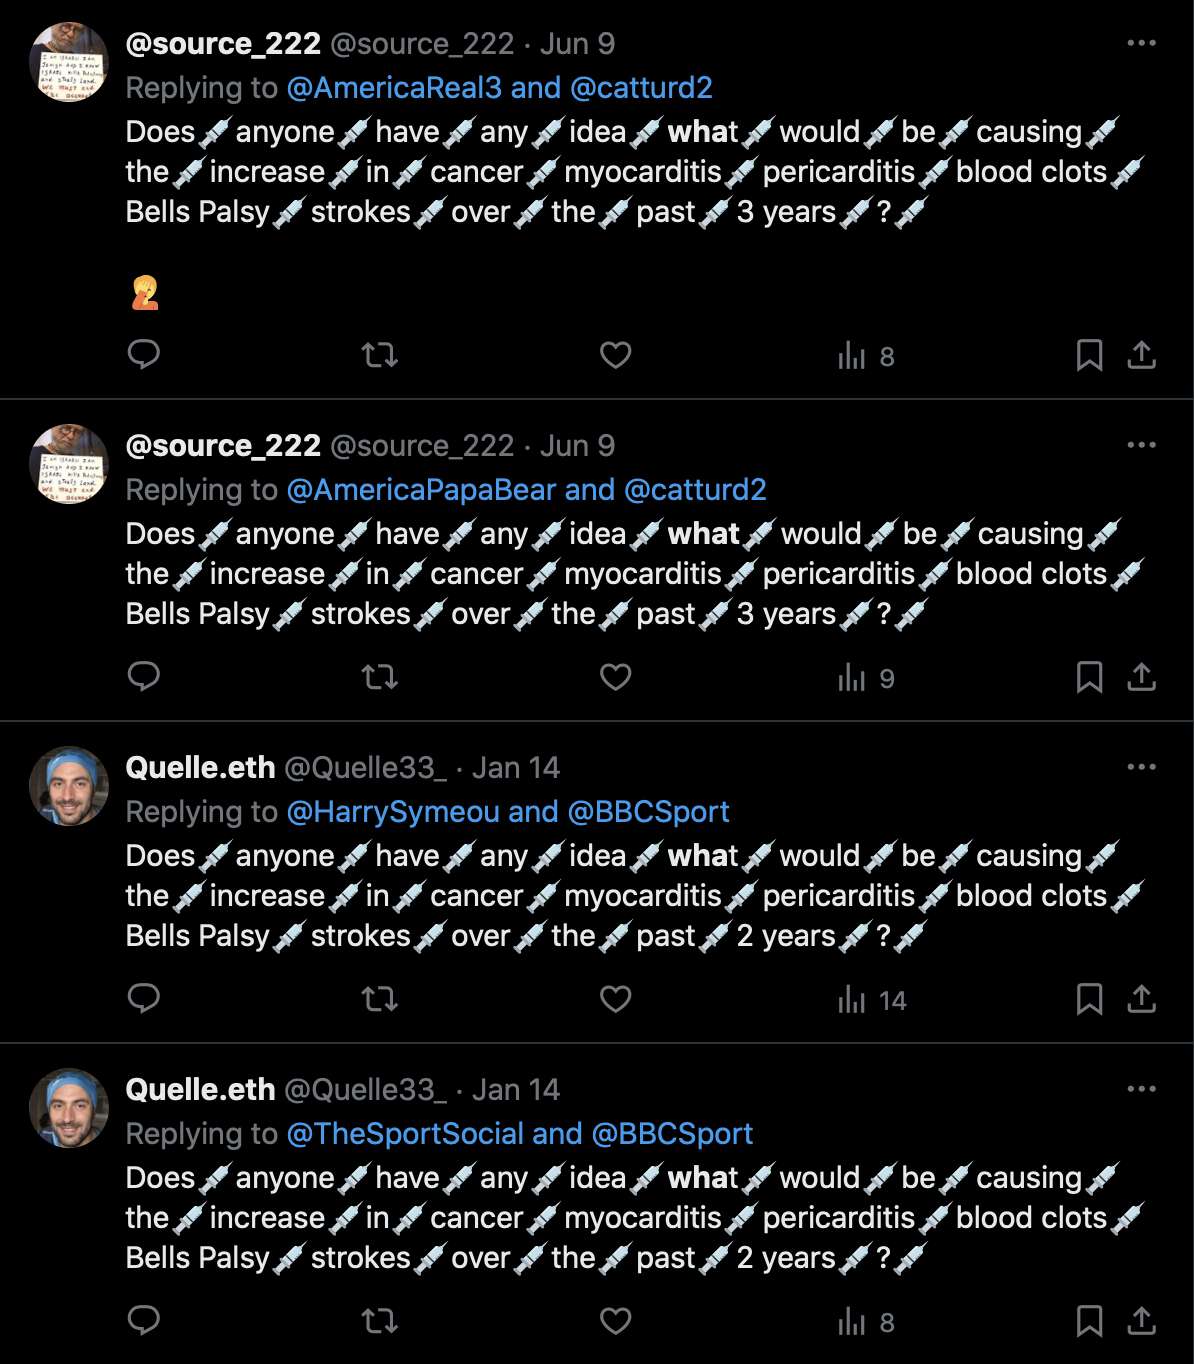 @source_222 @source_222 · Jun 9
Replying to @AmericaReal3 and @catturd2
Does💉anyone💉have💉any💉idea💉what💉would💉be💉causing💉
the💉increase💉in💉cancer💉myocarditis💉pericarditis💉blood clots💉
Bells Palsy💉strokes💉over💉the💉past💉3 years💉?💉
🤦
8
@source_222 @source_222 · Jun 9
Replying to @AmericaPapaBear and @catturd2
Does💉anyone💉have💉any💉idea💉what💉would💉be💉causing💉
the💉increase💉in💉cancer💉myocarditis💉pericarditis💉blood clots💉
Bells Palsy💉strokes💉over💉the💉past💉3 years💉?💉
9
Quelle.eth @Quelle33_ · Jan 14
Replying to @HarrySymeou and @BBCSport
Does💉anyone💉have💉any💉idea💉what💉would💉be💉causing💉
the💉increase💉in💉cancer💉myocarditis💉pericarditis💉blood clots💉
Bells Palsy💉strokes💉over💉the💉past💉2 years💉?💉
14
Quelle.eth @Quelle33_ · Jan 14
Replying to @TheSportSocial and @BBCSport
Does💉anyone💉have💉any💉idea💉what💉would💉be💉causing💉
the💉increase💉in💉cancer💉myocarditis💉pericarditis💉blood clots💉
Bells Palsy💉strokes💉over💉the💉past💉2 years💉?💉
8